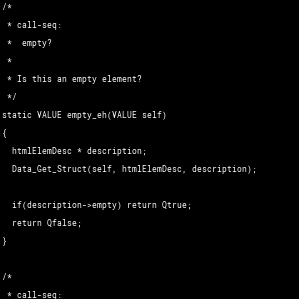 /*
 * call-seq:
 *  empty?
 *
 * Is this an empty element?
 */
static VALUE empty_eh(VALUE self)
{
  htmlElemDesc * description;
  Data_Get_Struct(self, htmlElemDesc, description);

  if(description->empty) return Qtrue;
  return Qfalse;
}

/*
 * call-seq: